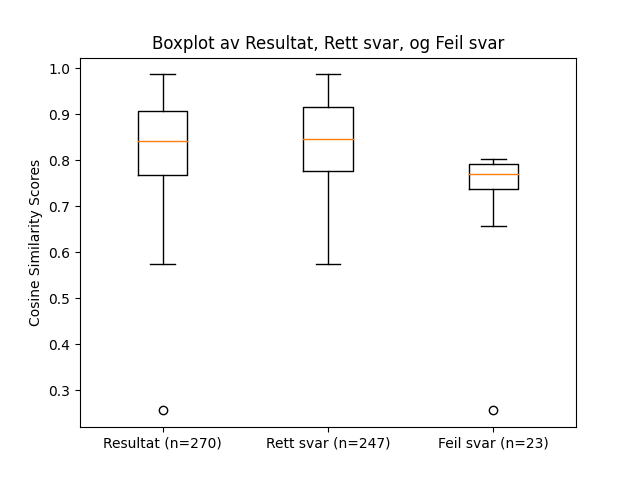 Boxplot av Resultat, Rett svar, og Feil svar
Cosine Similarity Scores
1.0
0.9
0.8
0.7
0.6
0.5
0.4
0.3
Resultat (n=270)
Rett svar (n=247)
Feil svar (n=23)